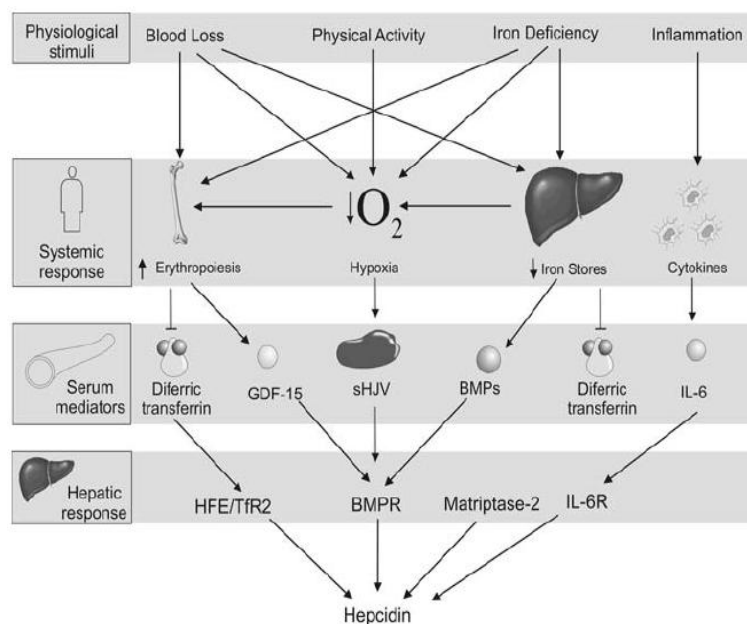 Physiological
stimuli
Blood Loss
Physical Activity
Iron Deficiency
Inflammation
Systemic
response
↓O₂
↑ Erythropoiesis
Hypoxia
↓ Iron Stores
Cytokines
Serum
mediators
Diferric
transferrin
GDF-15
sHJV
BMPs
Diferric
transferrin
IL-6
Hepatic
response
HFE/TfR2
BMPR
Matriptase-2
IL-6R
Hepcidin